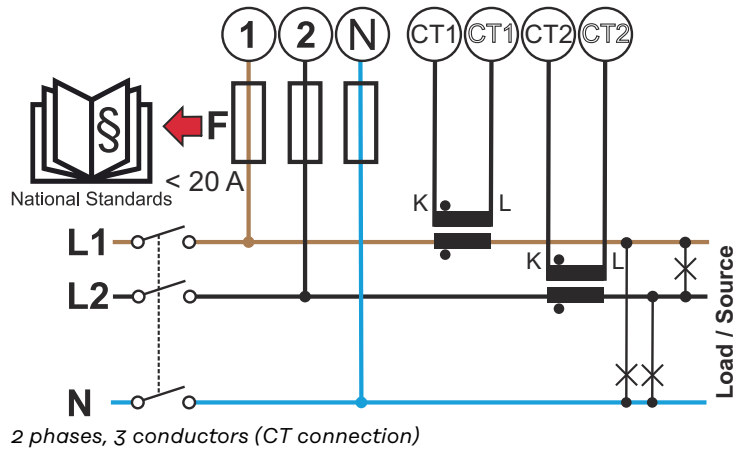 1 2 N CT1 CT1 CT2 CT2
§ F
< 20 A
National Standards
K L
L1
K L
L2
N
Load / Source
2 phases, 3 conductors (CT connection)